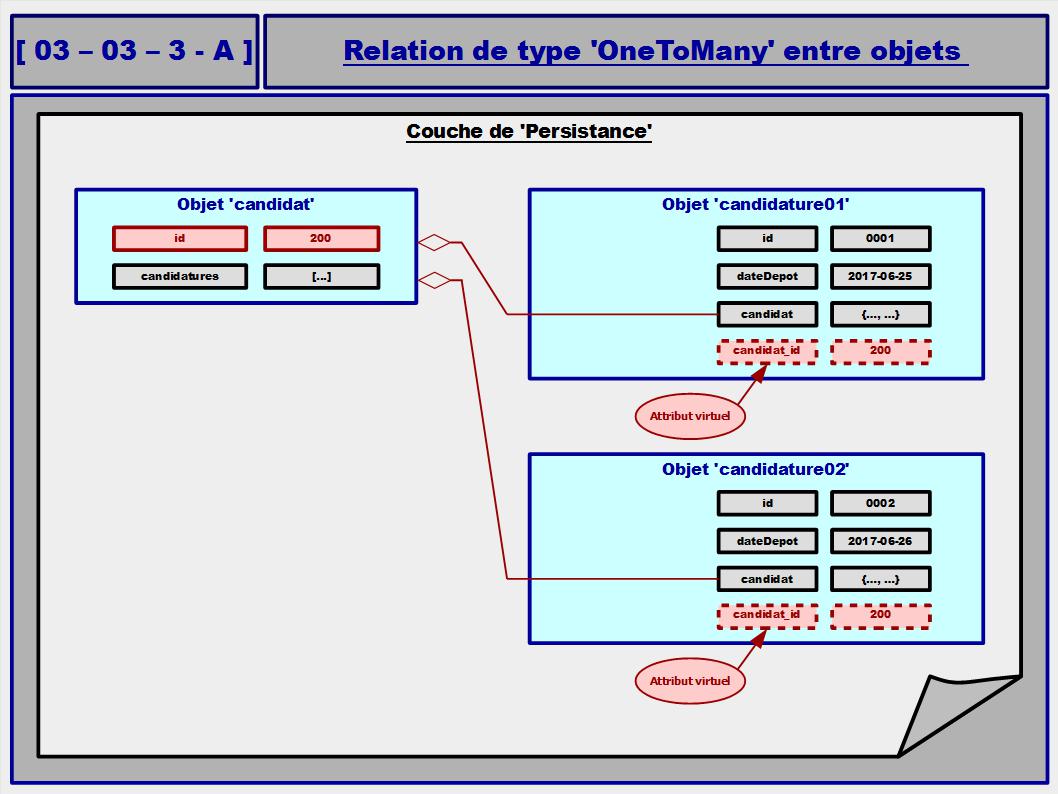 [ 03 – 03 – 3 - A ]
Relation de type 'OneToMany' entre objets
Couche de 'Persistance'
Objet 'candidat'
id 200
candidatures [...]
Objet 'candidature01'
id 0001
dateDepot 2017-06-25
candidat {..., ...}
candidat_id 200
Attribut virtuel
Objet 'candidature02'
id 0002
dateDepot 2017-06-26
candidat {..., ...}
candidat_id 200
Attribut virtuel